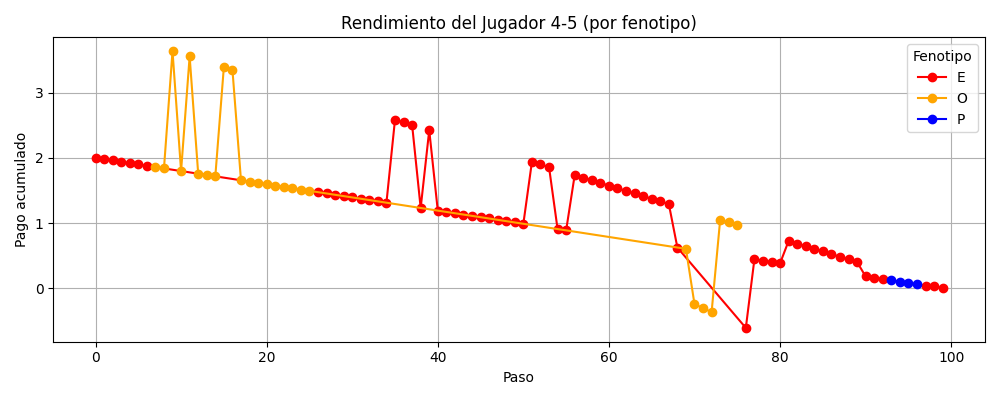 Rendimiento del Jugador 4-5 (por fenotipo)
Pago acumulado
3
2
1
0
Fenotipo
E
O
P
0 20 40 60 80 100
Paso